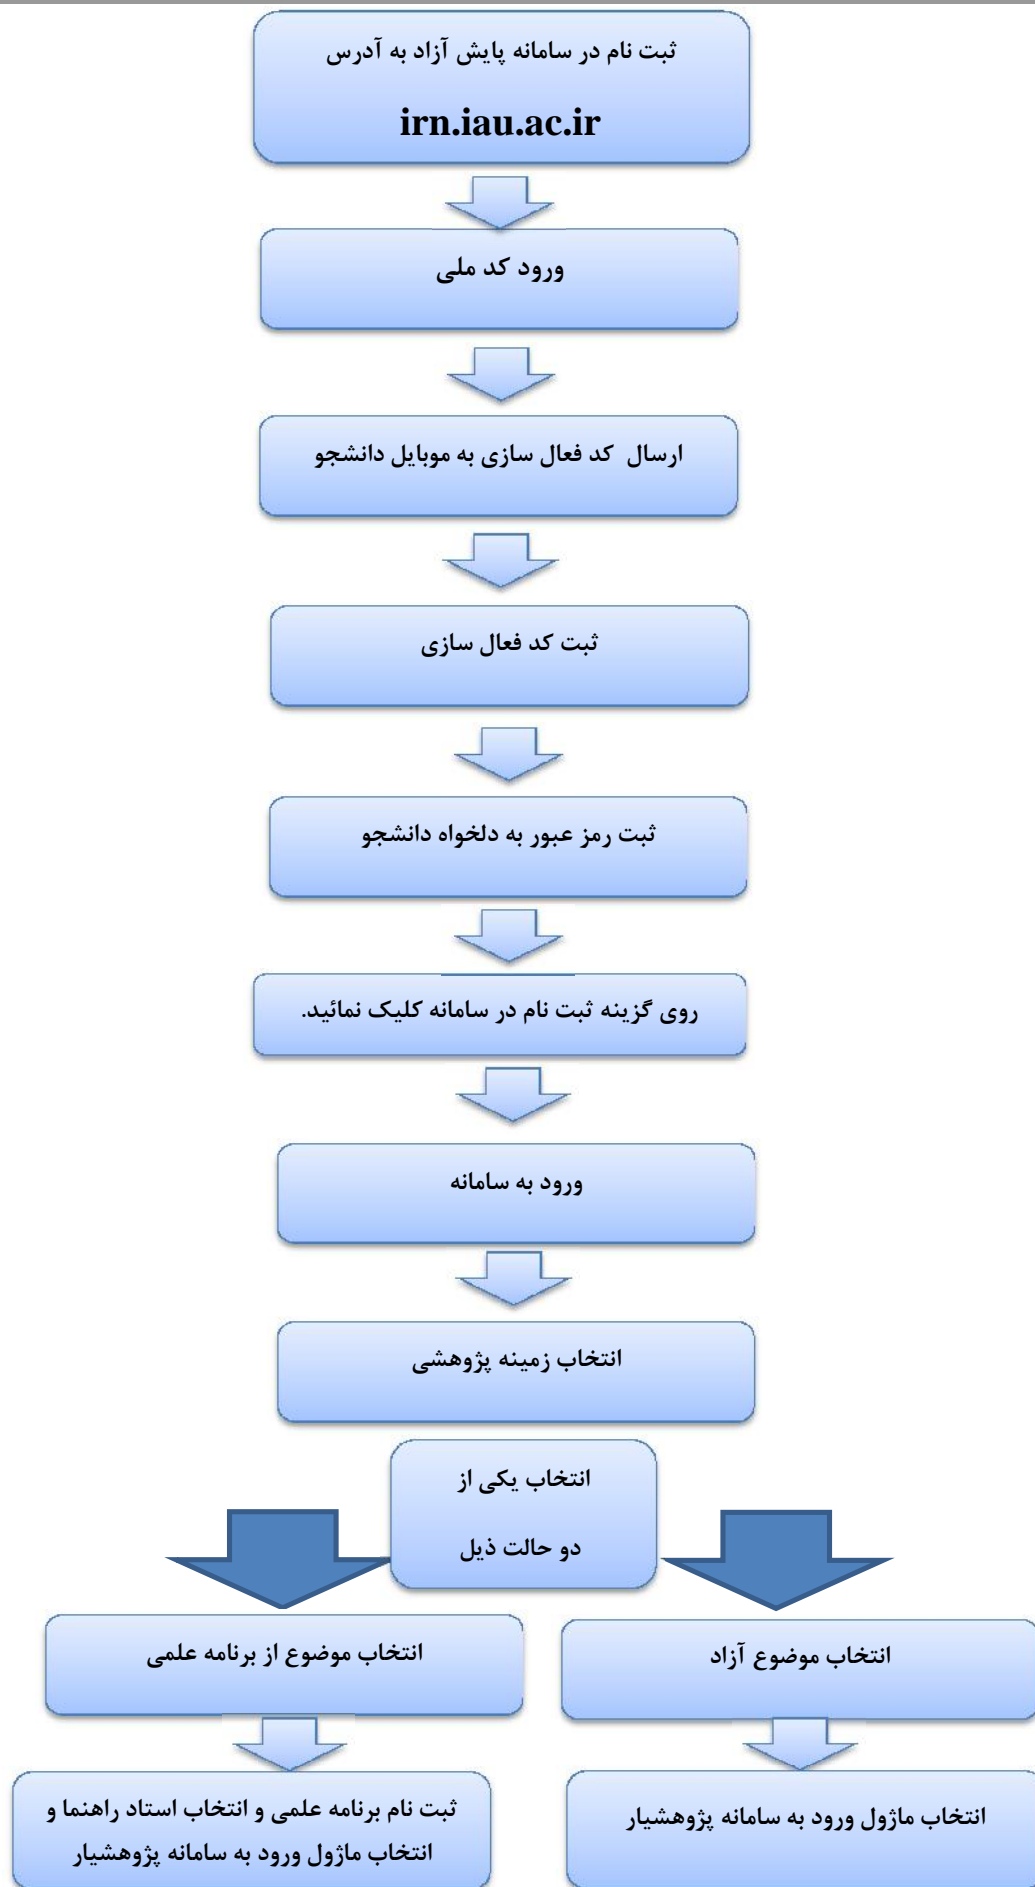 ثبت نام در سامانه پایش آزاد به آدرس
irn.iau.ac.ir
ورود کد ملی
ارسال کد فعال سازی به موبایل دانشجو
ثبت کد فعال سازی
ثبت رمز عبور به دلخواه دانشجو
روی گزینه ثبت نام در سامانه کلیک نمائید.
ورود به سامانه
انتخاب زمینه پژوهشی
انتخاب یکی از
دو حالت ذیل
انتخاب موضوع آزاد
انتخاب موضوع از برنامه علمی
انتخاب ماژول ورود به سامانه پژوهشیار
ثبت نام برنامه علمی و انتخاب استاد راهنما و
انتخاب ماژول ورود به سامانه پژوهشیار